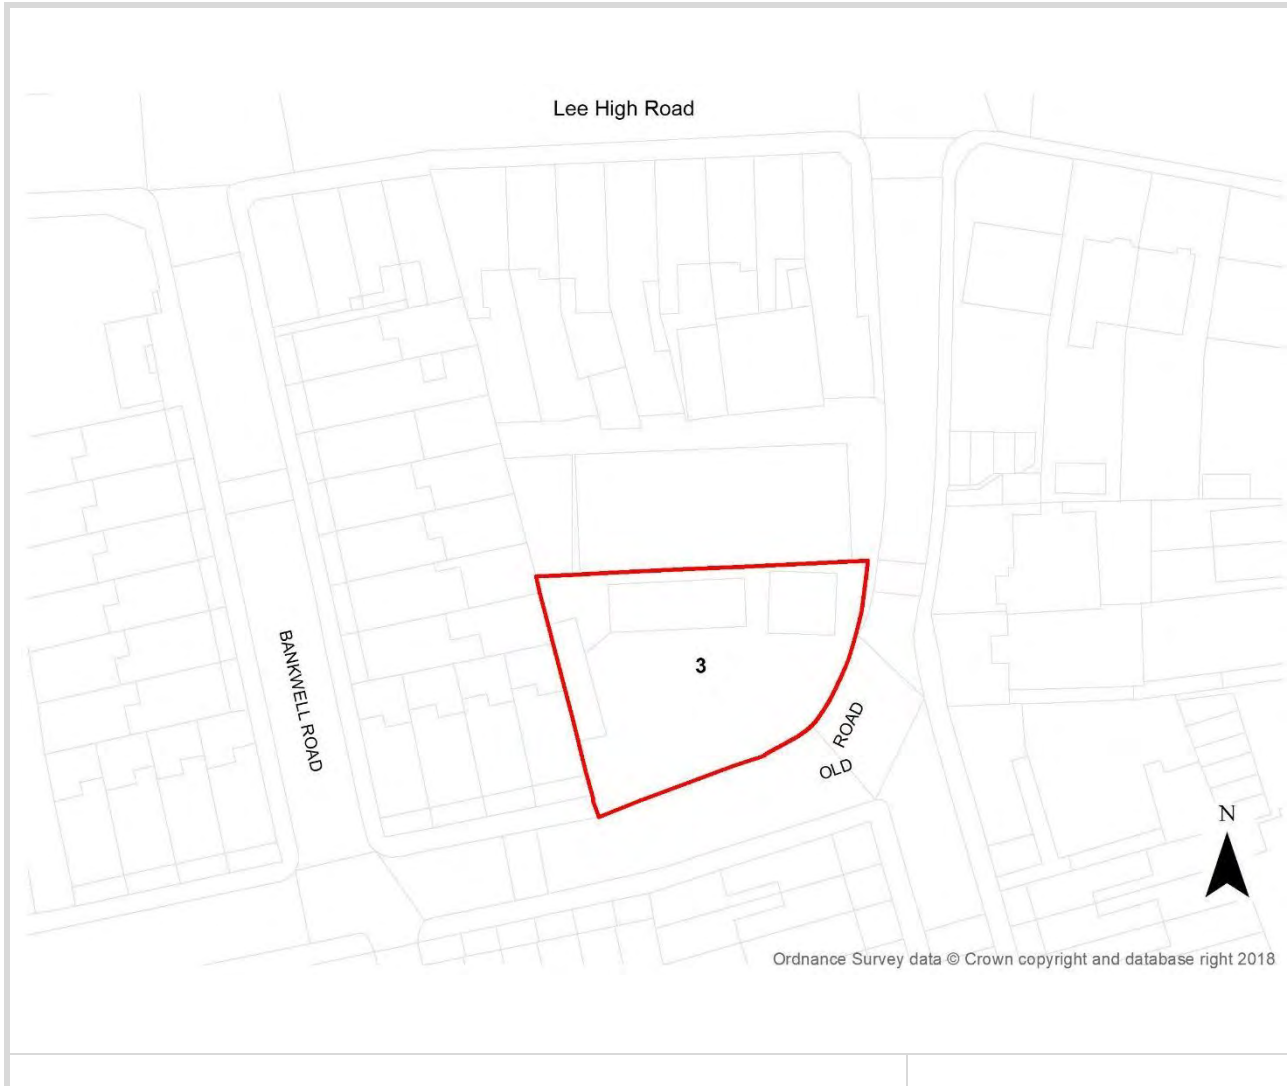 Lee High Road
BANKWELL ROAD
3
ROAD
OLD
N
Ordnance Survey data © Crown copyright and database right 2018